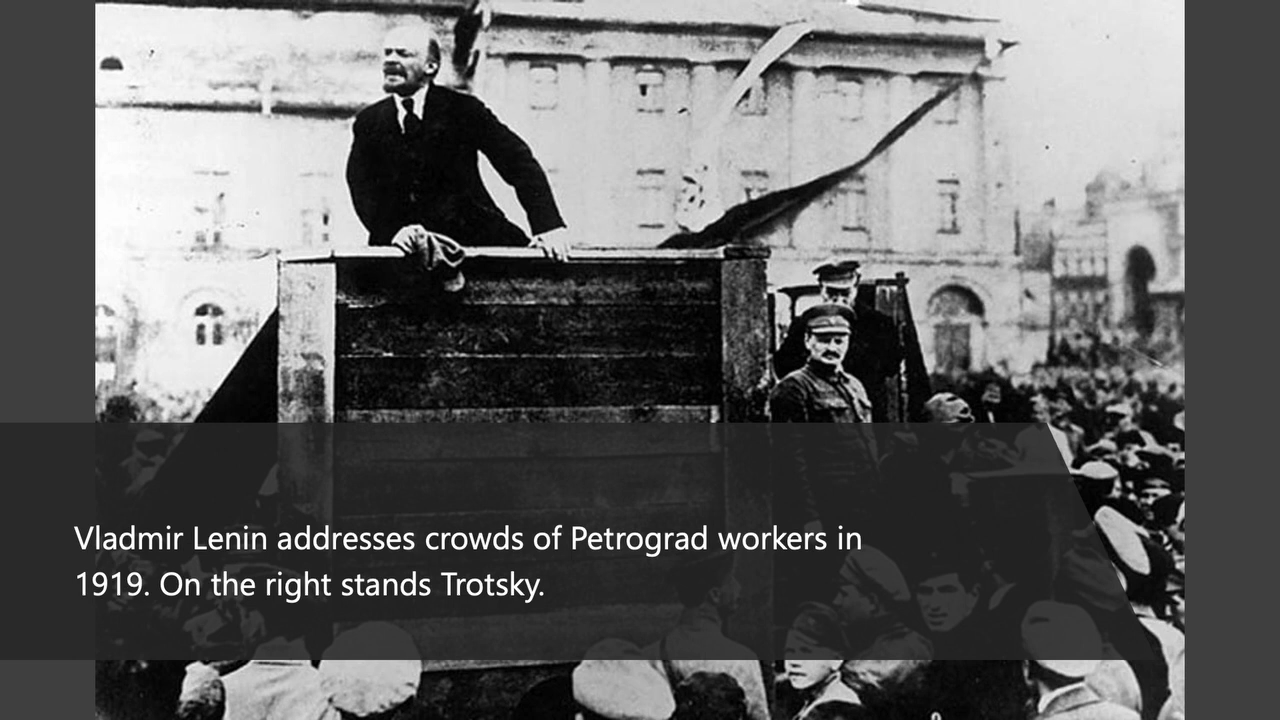 Vladmir Lenin addresses crowds of Petrograd workers in
1919. On the right stands Trotsky.